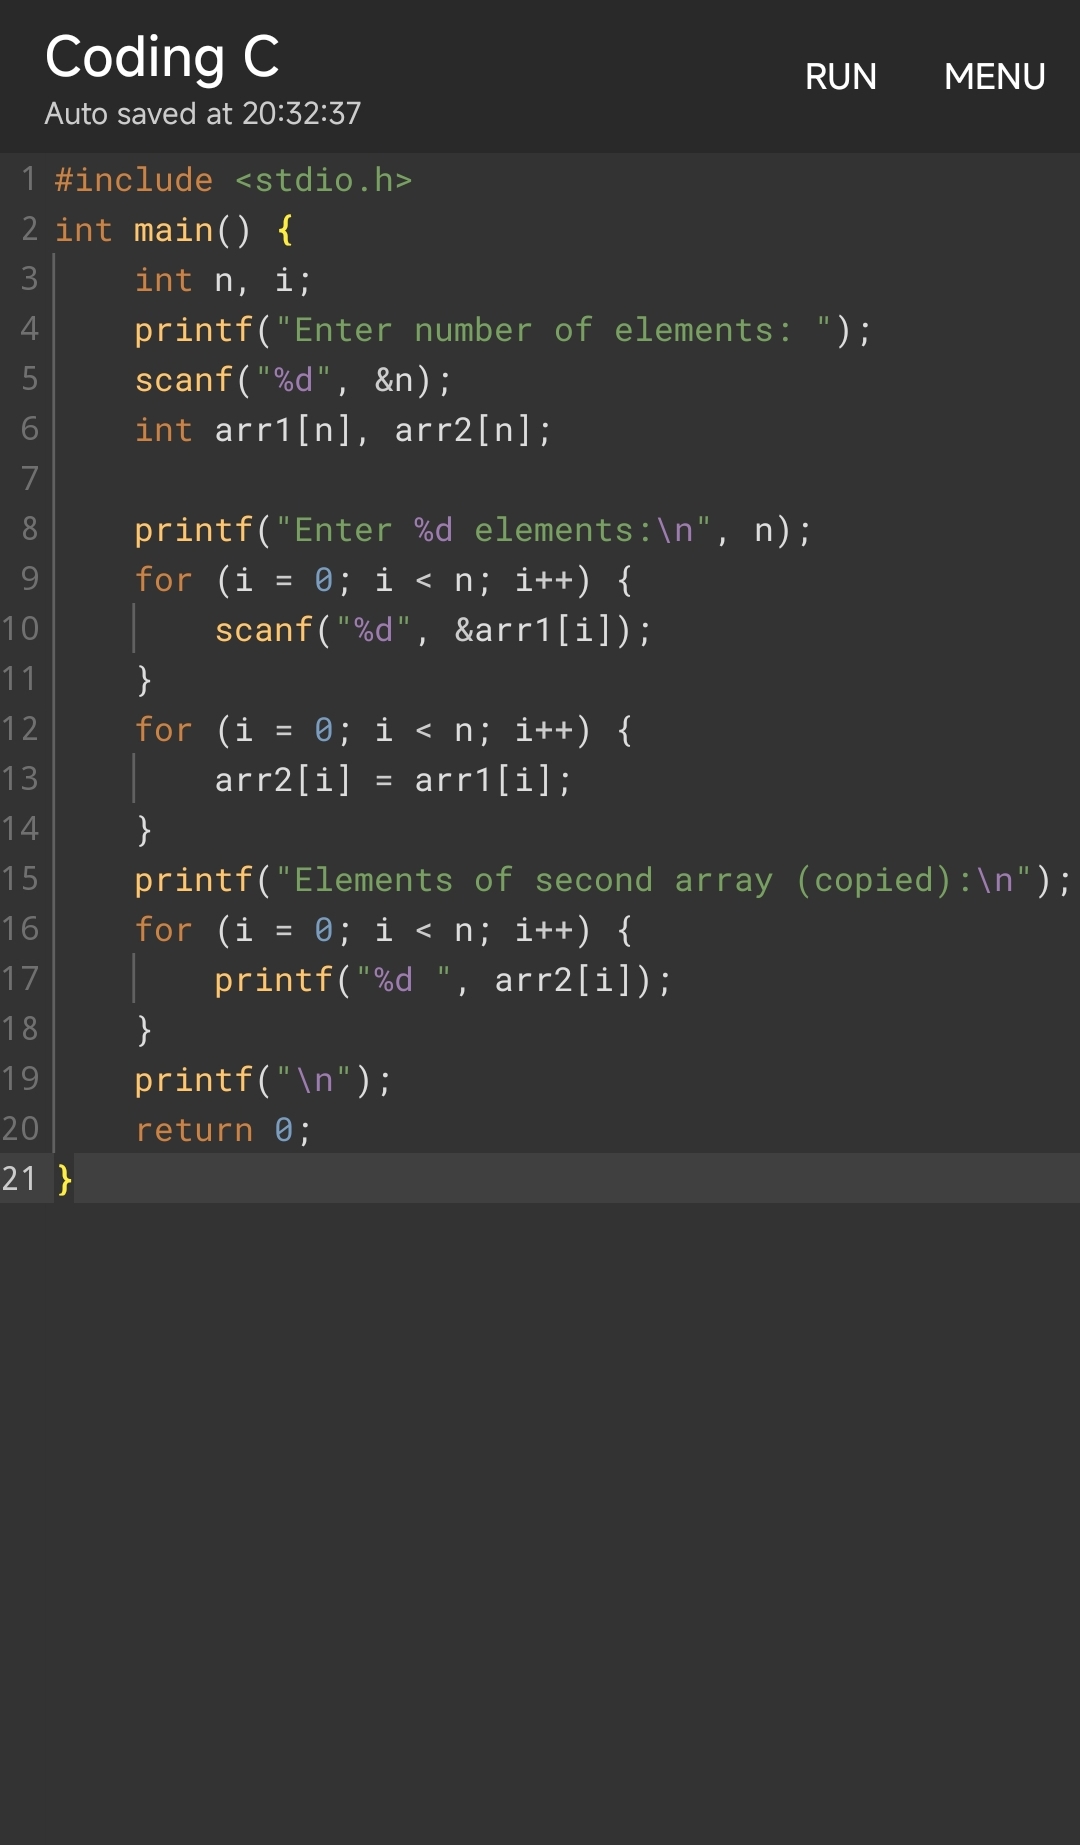 Coding C
Auto saved at 20:32:37
RUN MENU
1 #include <stdio.h>
2 int main() {
3     int n, i;
4     printf("Enter number of elements: ");
5     scanf("%d", &n);
6     int arr1[n], arr2[n];
7
8     printf("Enter %d elements:\n", n);
9     for (i = 0; i < n; i++) {
10         scanf("%d", &arr1[i]);
11     }
12     for (i = 0; i < n; i++) {
13         arr2[i] = arr1[i];
14     }
15     printf("Elements of second array (copied):\n");
16     for (i = 0; i < n; i++) {
17         printf("%d ", arr2[i]);
18     }
19     printf("\n");
20     return 0;
21 }